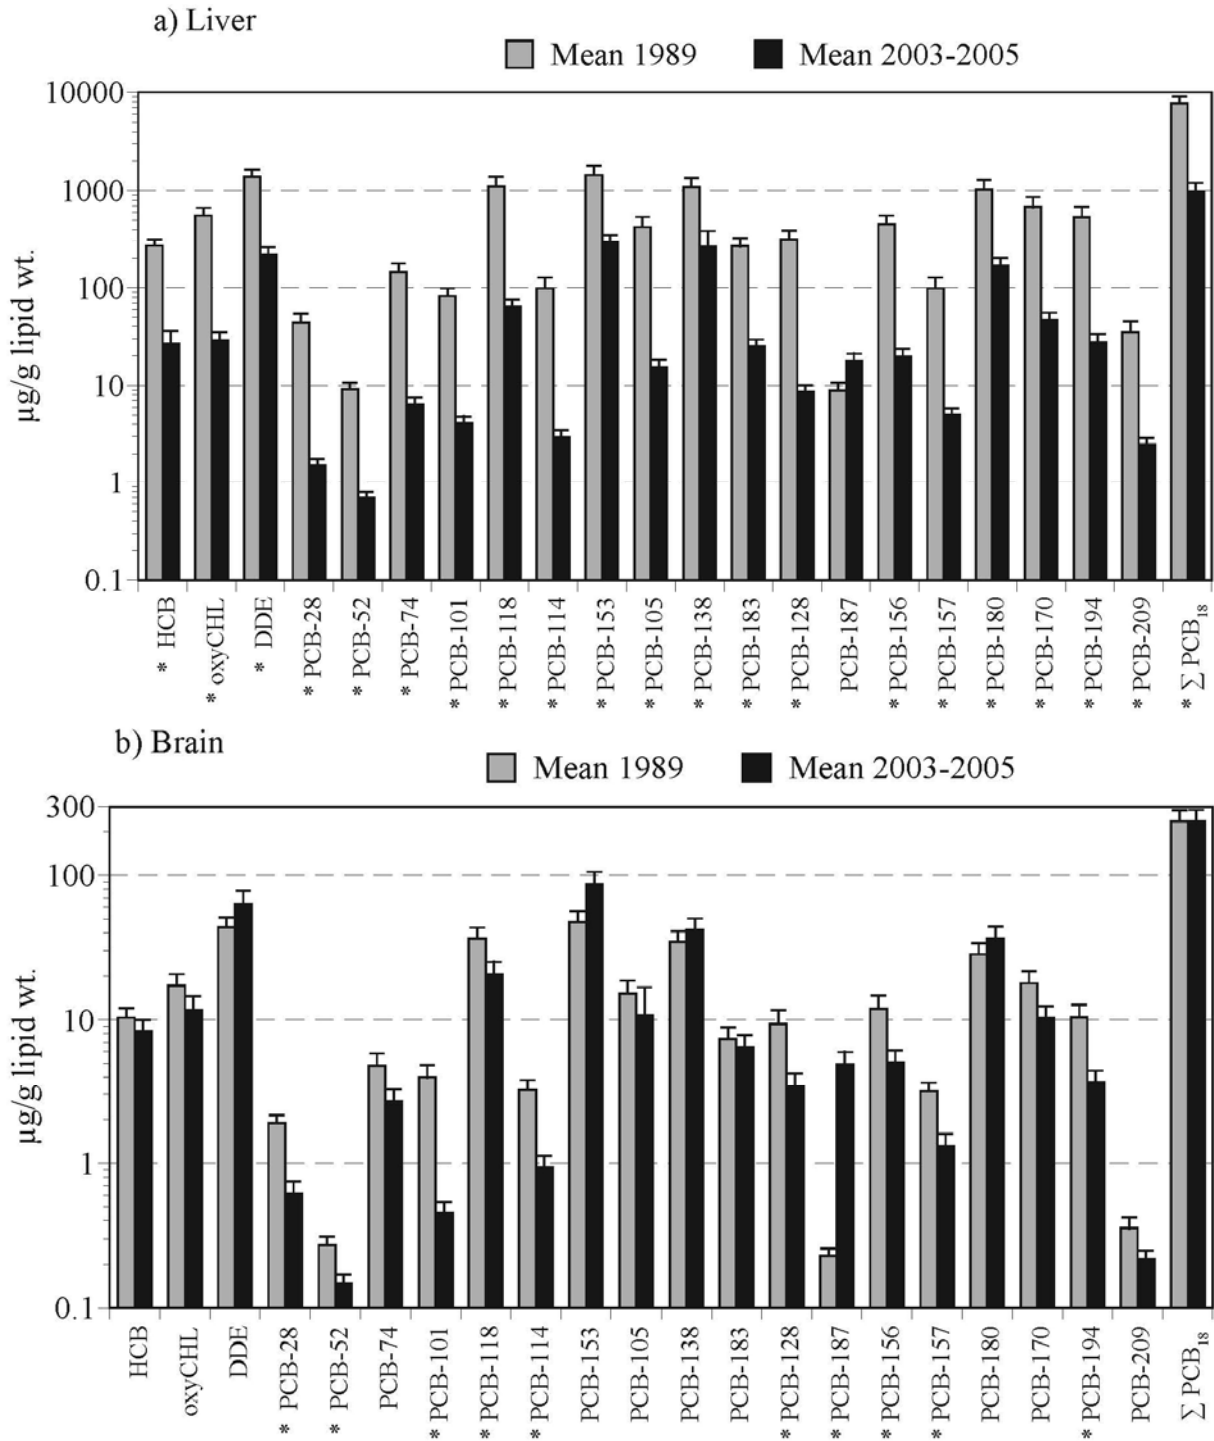 a) Liver
Mean 1989 Mean 2003-2005
10000
1000
100
10
1
0.1
µg/g lipid wt.
* HCB
* oxyCHL
* DDE
* PCB-28
* PCB-52
* PCB-74
* PCB-101
* PCB-118
* PCB-114
* PCB-153
* PCB-105
* PCB-138
* PCB-183
* PCB-128
PCB-187
* PCB-156
* PCB-157
* PCB-180
* PCB-170
* PCB-194
* PCB-209
* ∑ PCB₁₈
b) Brain
Mean 1989 Mean 2003-2005
300
100
10
1
0.1
µg/g lipid wt.
HCB
oxyCHL
DDE
* PCB-28
* PCB-52
PCB-74
* PCB-101
* PCB-118
* PCB-114
PCB-153
PCB-105
PCB-138
PCB-183
* PCB-128
* PCB-187
* PCB-156
* PCB-157
PCB-180
PCB-170
* PCB-194
PCB-209
∑ PCB₁₈